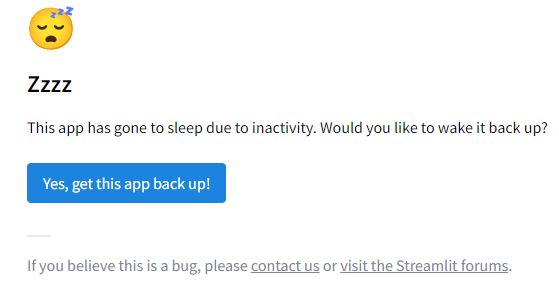 Zzzz
This app has gone to sleep due to inactivity. Would you like to wake it back up?
Yes, get this app back up!
If you believe this is a bug, please contact us or visit the Streamlit forums.